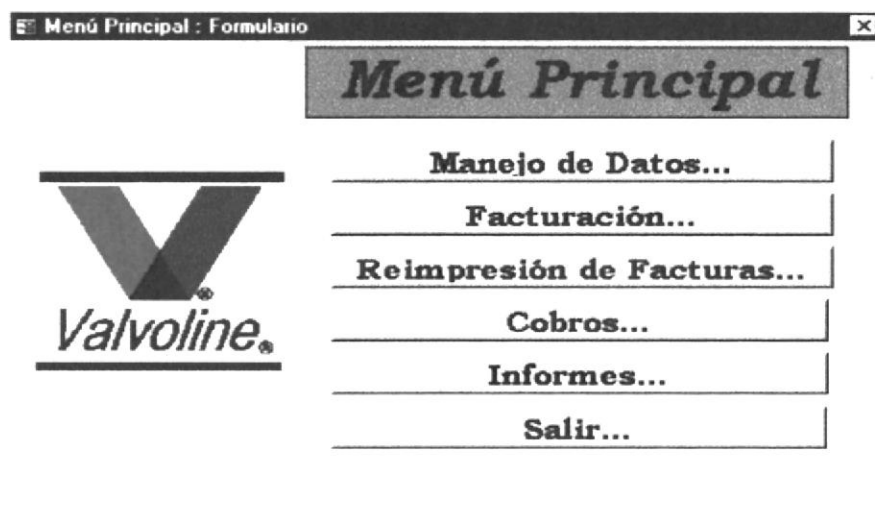 Menú Principal : Formulario
Menú Principal
Manejo de Datos...
Facturación...
Reimpresión de Facturas...
Cobros...
Informes...
Salir...
®
Valvoline®